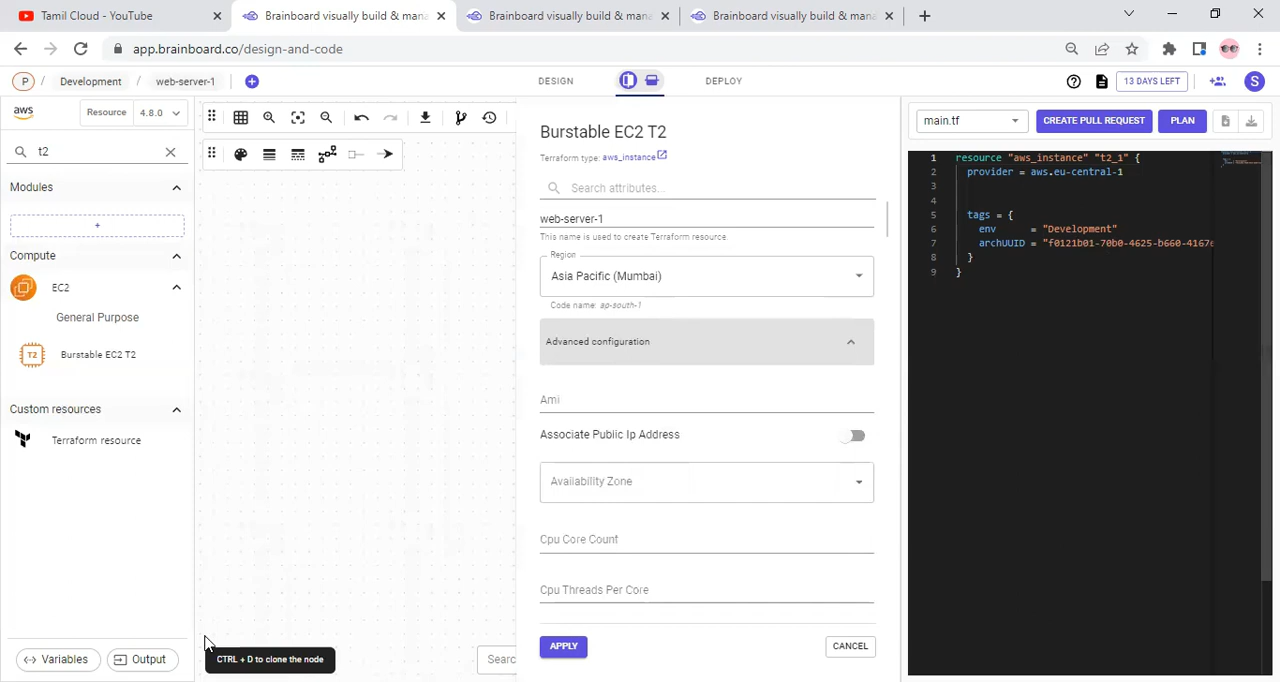 Tamil Cloud - YouTube
Brainboard visually build & mana
Brainboard visually build & mana
Brainboard visually build & mana
app.brainboard.co/design-and-code
P / Development / web-server-1
DESIGN
DEPLOY
13 DAYS LEFT
S
aws
Resource 4.8.0
main.tf
CREATE PULL REQUEST
PLAN
t2
Modules
+
Compute
EC2
General Purpose
T2
Burstable EC2 T2
Custom resources
Terraform resource
Variables
Output
CTRL + D to clone the node
Searc
Burstable EC2 T2
Terraform type: aws_instance
Search attributes...
web-server-1
This name is used to create Terraform resource.
Region
Asia Pacific (Mumbai)
Code name: ap-south-1
Advanced configuration
Ami
Associate Public Ip Address
Availability Zone
Cpu Core Count
Cpu Threads Per Core
APPLY
CANCEL
1 resource "aws_instance" "t2_1" {
2 provider = aws.eu-central-1
3
4
5 tags = {
6 env = "Development"
7 archUUID = "f0121b01-70b0-4625-b660-4167e
8 }
9 }